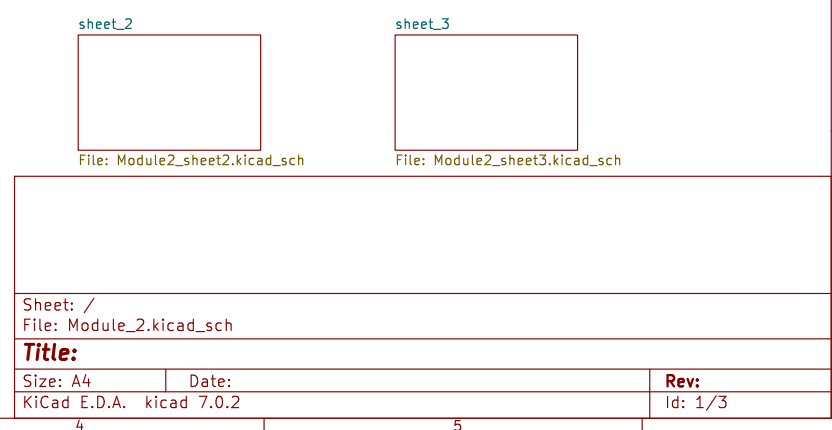 sheet_2
sheet_3
File: Module2_sheet2.kicad_sch
File: Module2_sheet3.kicad_sch
Sheet: /
File: Module_2.kicad_sch
Title:
Size: A4
Date:
Rev:
KiCad E.D.A. kicad 7.0.2
Id: 1/3
4
5